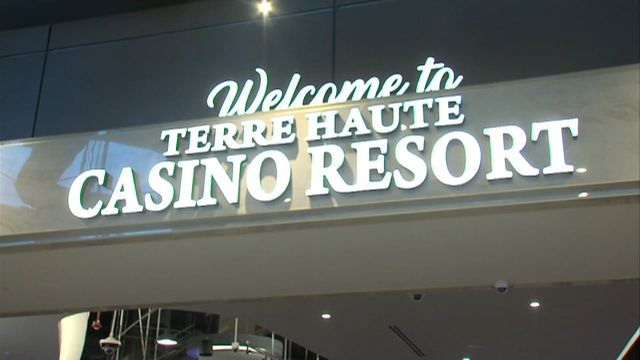 Welcome to
TERRE HAUTE
CASINO RESORT